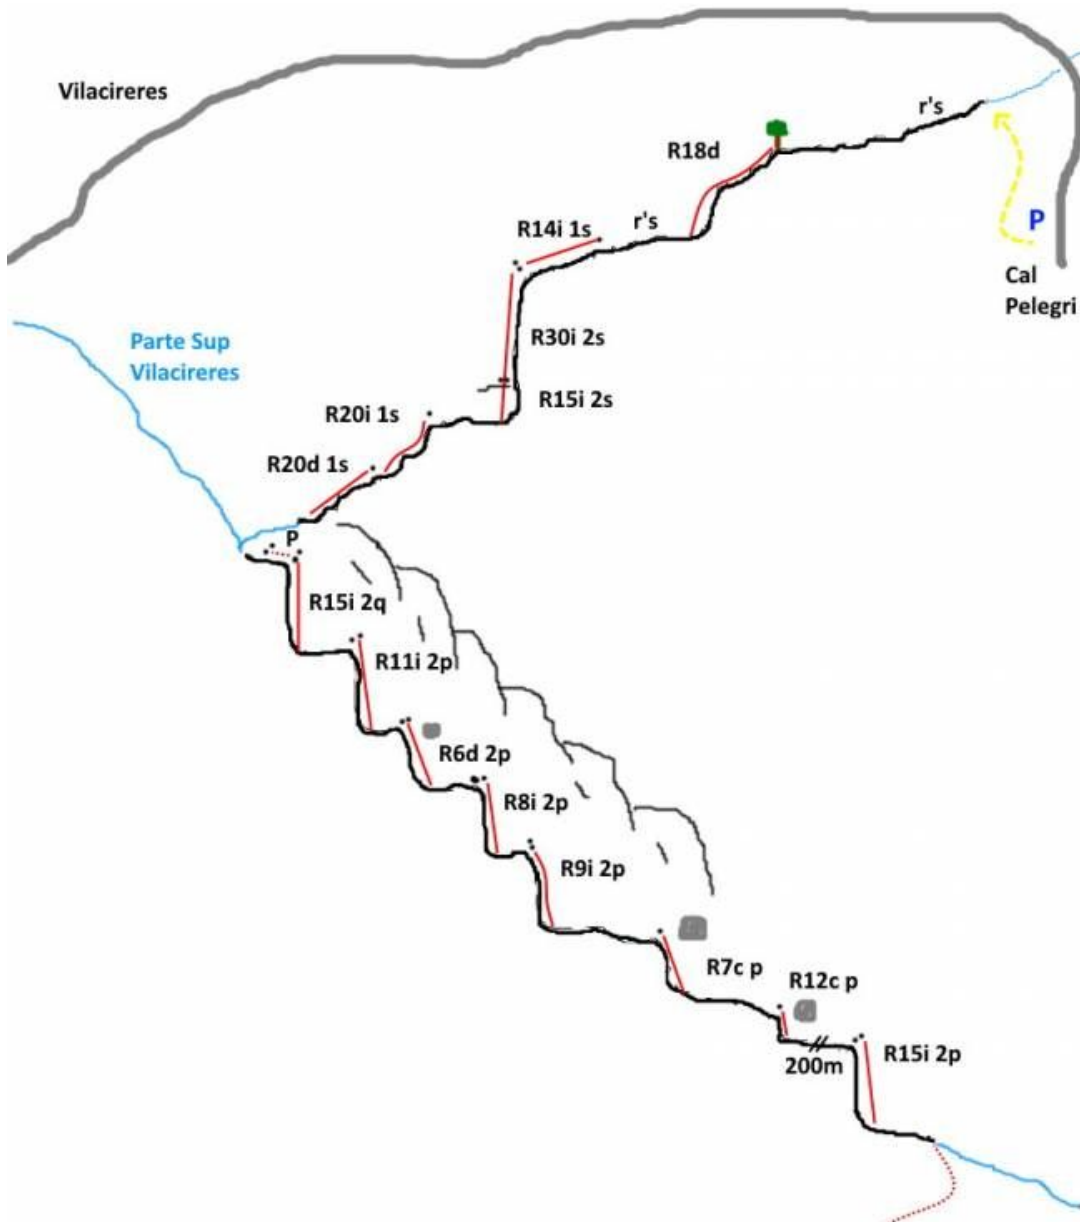 Vilacireres
r's
R18d
P
R14i 1s
r's
Cal
Pelegri
R30i 2s
Parte Sup
Vilacireres
R15i 2s
R20i 1s
R20d 1s
P
R15i 2q
R11i 2p
R6d 2p
R8i 2p
R9i 2p
R7c p
R12c p
R15i 2p
200m